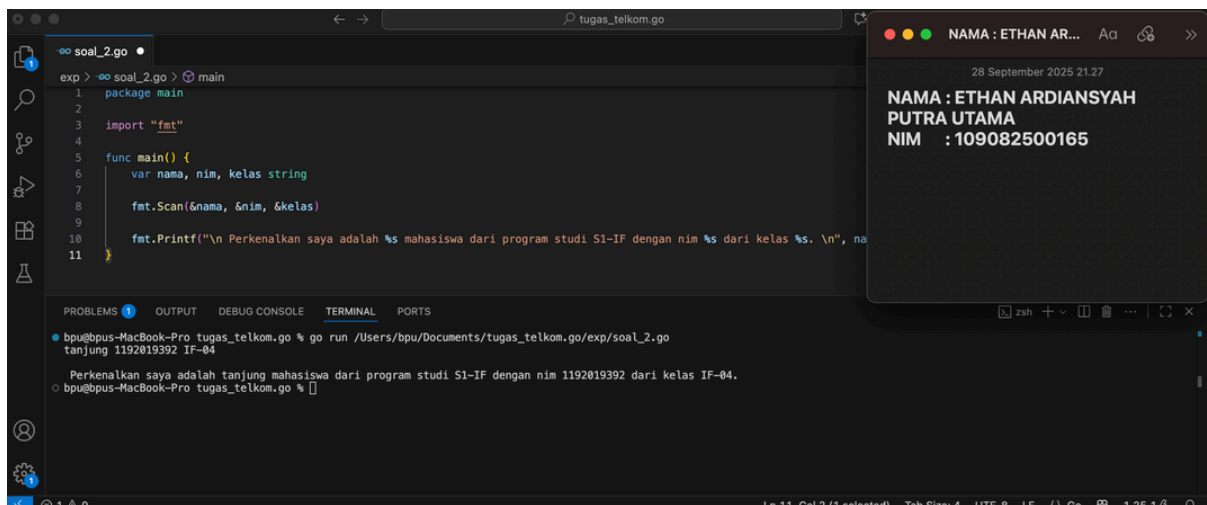 tugas_telkom.go
soal_2.go
exp > soal_2.go > main
1 package main
2
3 import "fmt"
4
5 func main() {
6 var nama, nim, kelas string
7
8 fmt.Scan(&nama, &nim, &kelas)
9
10 fmt.Printf("\n Perkenalkan saya adalah %s mahasiswa dari program studi S1-IF dengan nim %s dari kelas %s. \n", na
11 }
NAMA : ETHAN AR... Aa
28 September 2025 21.27
NAMA : ETHAN ARDIANSYAH
PUTRA UTAMA
NIM : 109082500165
PROBLEMS 1 OUTPUT DEBUG CONSOLE TERMINAL PORTS
zsh
bpu@bpus-MacBook-Pro tugas_telkom.go % go run /Users/bpu/Documents/tugas_telkom.go/exp/soal_2.go
tanjung 1192019392 IF-04
Perkenalkan saya adalah tanjung mahasiswa dari program studi S1-IF dengan nim 1192019392 dari kelas IF-04.
bpu@bpus-MacBook-Pro tugas_telkom.go %